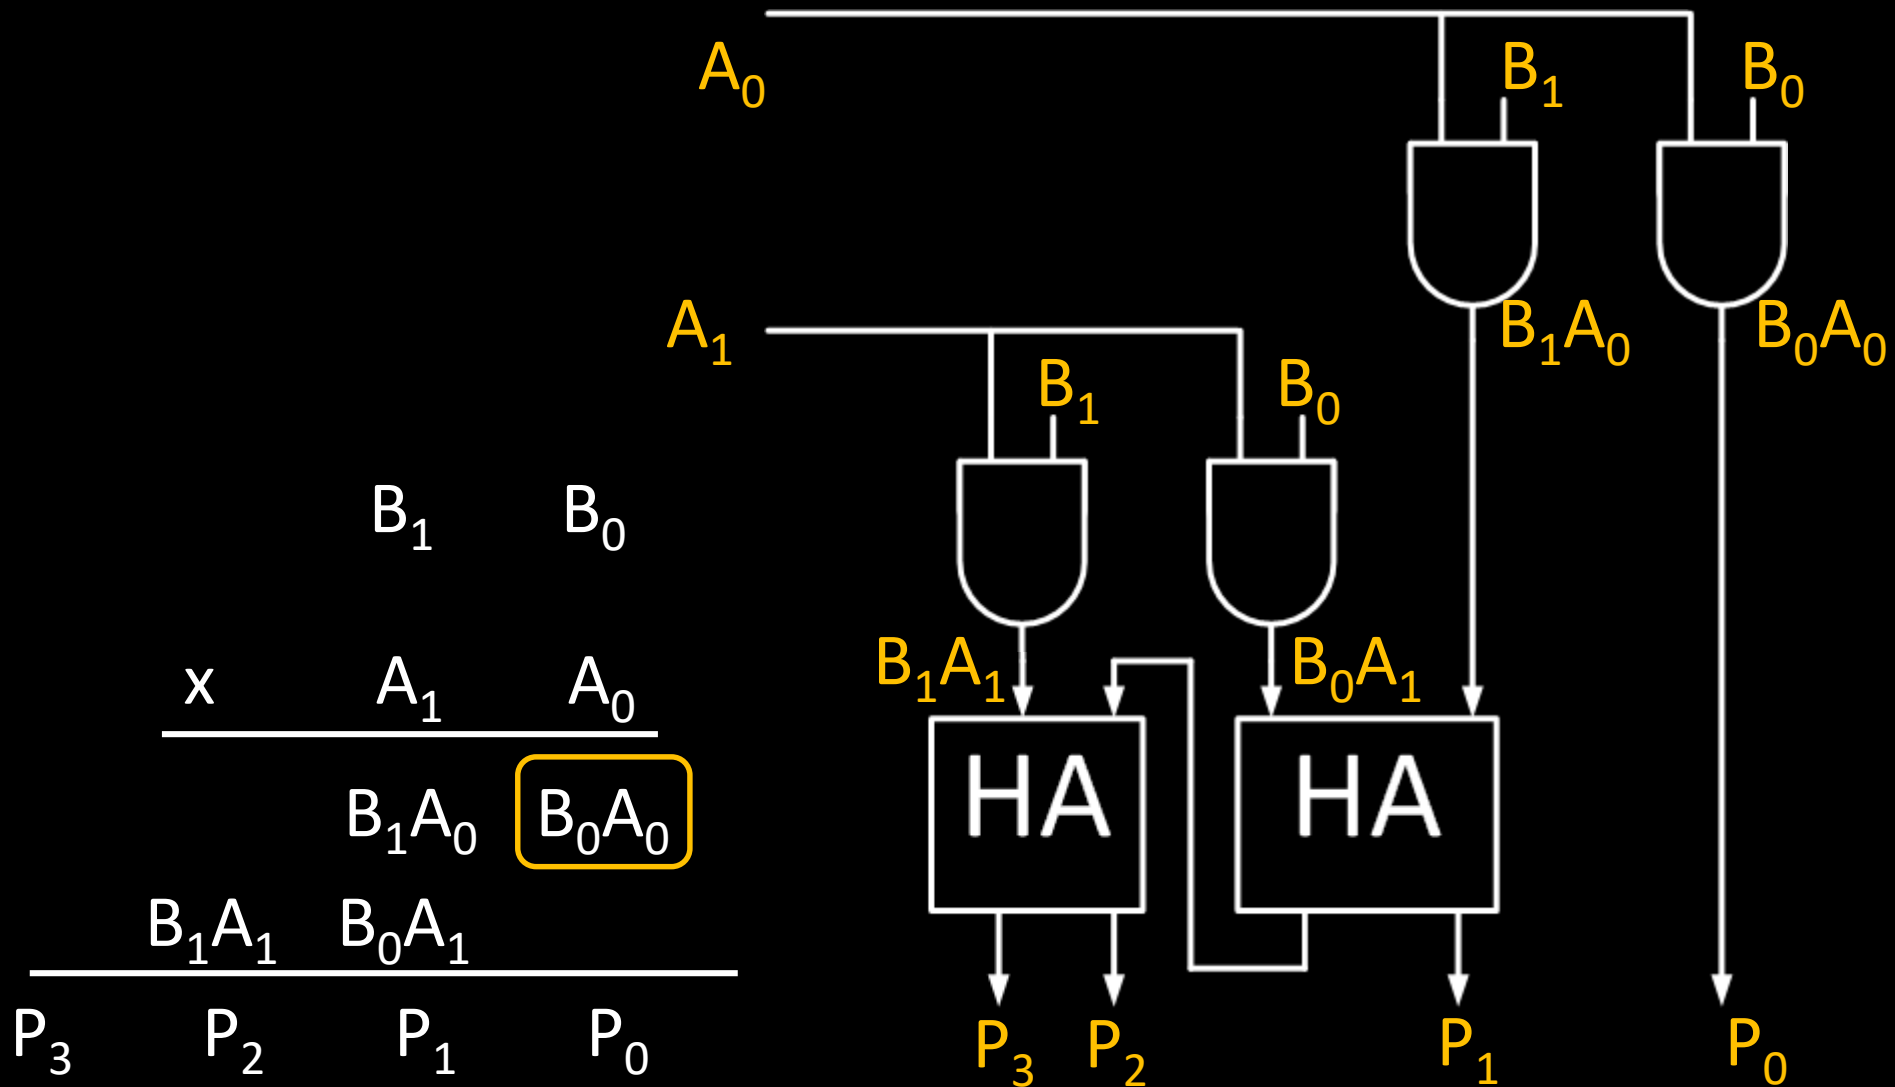 A₀
B₁ B₀
A₁
B₁A₀ B₀A₀
B₁ B₀
B₁ B₀
B₁A₁ B₀A₁
x A₁ A₀
HA HA
B₁A₀ B₀A₀
B₁A₁ B₀A₁
P₃ P₂ P₁ P₀
P₃ P₂ P₁ P₀